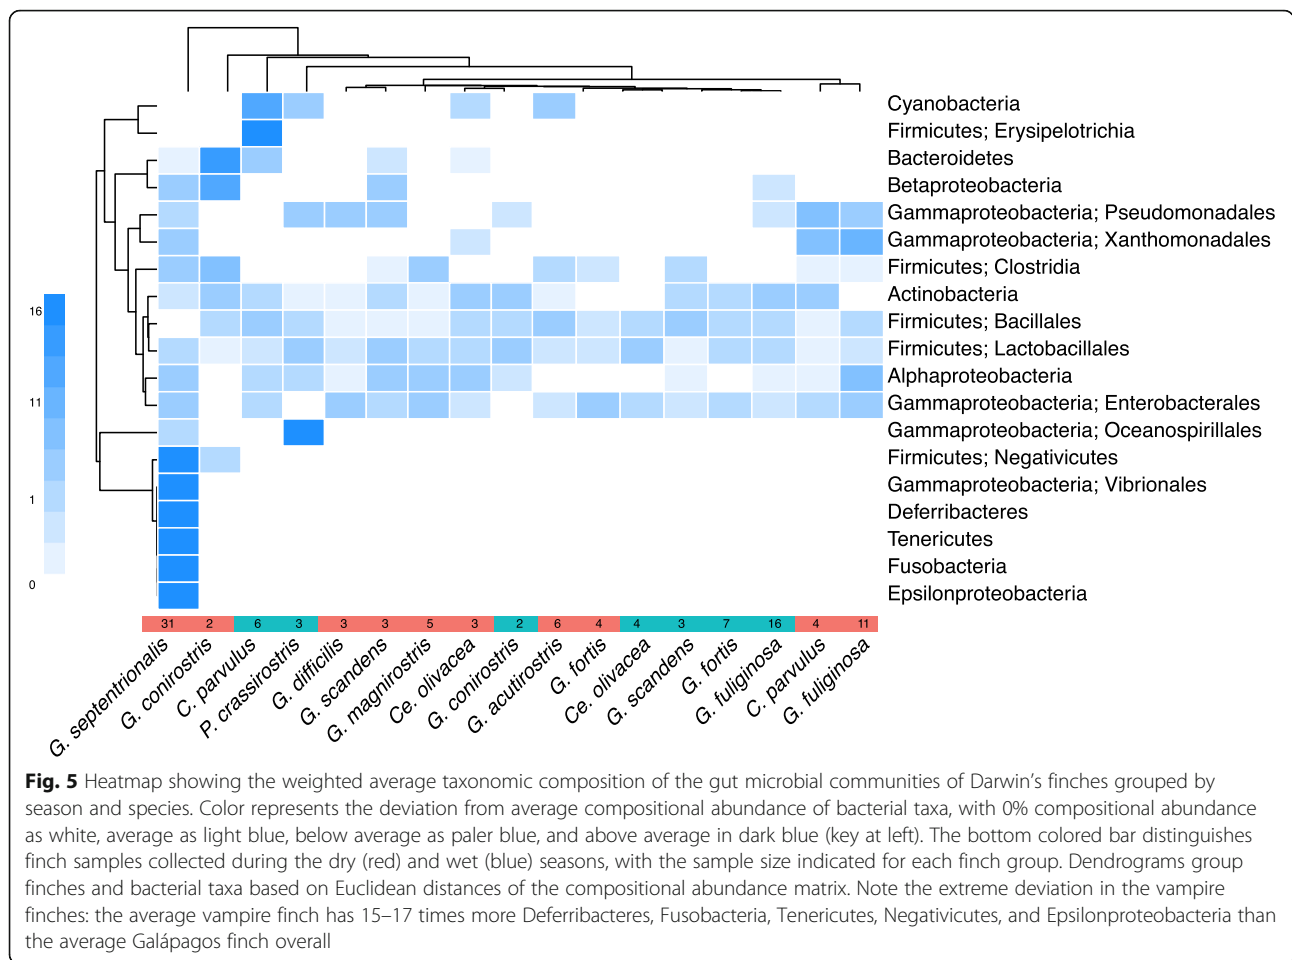 Cyanobacteria
Firmicutes; Erysipelotrichia
Bacteroidetes
Betaproteobacteria
Gammaproteobacteria; Pseudomonadales
Gammaproteobacteria; Xanthomonadales
Firmicutes; Clostridia
Actinobacteria
Firmicutes; Bacillales
Firmicutes; Lactobacillales
Alphaproteobacteria
Gammaproteobacteria; Enterobacterales
Gammaproteobacteria; Oceanospirillales
Firmicutes; Negativicutes
Gammaproteobacteria; Vibrionales
Deferribacteres
Tenericutes
Fusobacteria
Epsilonproteobacteria
16
11
1
0
31 2 6 3 3 3 5 3 2 6 4 4 3 7 16 4 11
G. septentrionalis
G. conirostris
C. parvulus
P. crassirostris
G. difficilis
G. scandens
G. magnirostris
Ce. olivacea
G. conirostris
G. acutirostris
G. fortis
Ce. olivacea
G. scandens
G. fortis
G. fuliginosa
C. parvulus
G. fuliginosa
Fig. 5 Heatmap showing the weighted average taxonomic composition of the gut microbial communities of Darwin's finches grouped by
season and species. Color represents the deviation from average compositional abundance of bacterial taxa, with 0% compositional abundance
as white, average as light blue, below average as paler blue, and above average in dark blue (key at left). The bottom colored bar distinguishes
finch samples collected during the dry (red) and wet (blue) seasons, with the sample size indicated for each finch group. Dendrograms group
finches and bacterial taxa based on Euclidean distances of the compositional abundance matrix. Note the extreme deviation in the vampire
finches: the average vampire finch has 15–17 times more Deferribacteres, Fusobacteria, Tenericutes, Negativicutes, and Epsilonproteobacteria than
the average Galápagos finch overall